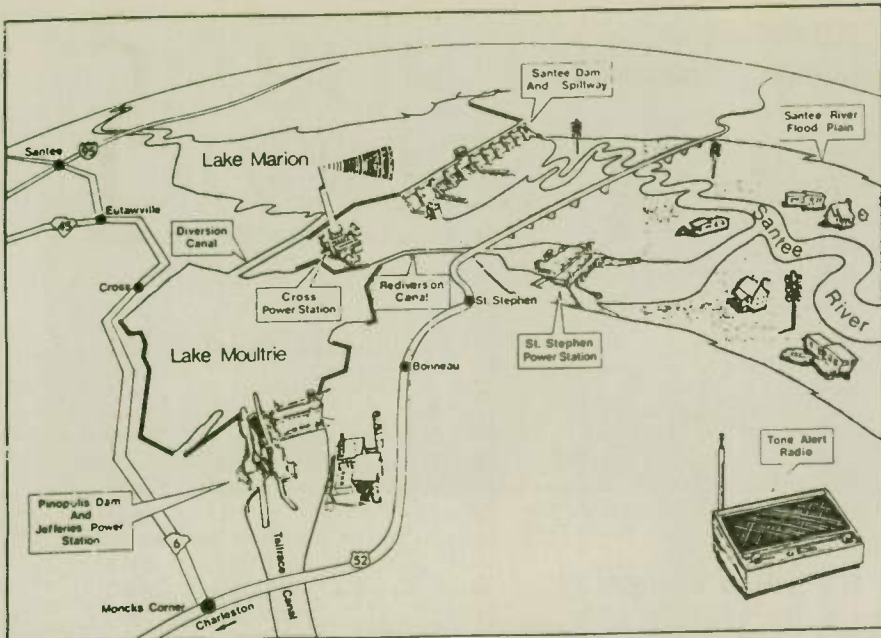 Santee Dam
And Spillway
Santee River
Flood Plain
Santee
95
Lake Marion
Eutawville
45
Diversion
Canal
Santee
River
Cross
Cross
Power Station
Rediversion
Canal
St. Stephen
St. Stephen
Power Station
Lake Moultrie
Bonneau
Tone Alert
Radio
Pinopolis Dam
And
Jefferies Power
Station
6
Tailrace Canal
52
Moncks Corner
Charleston